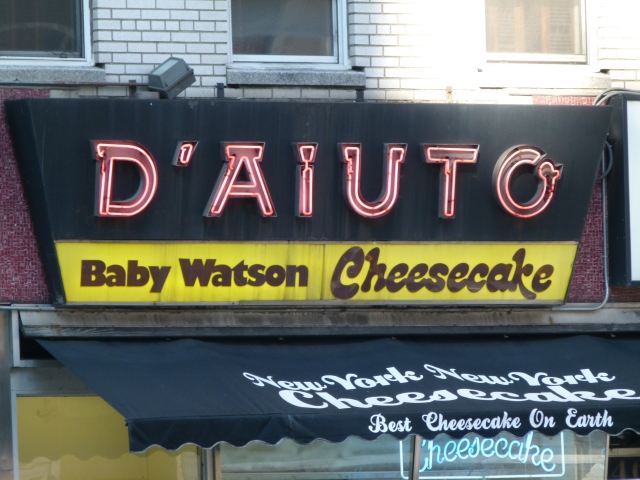 D'AIUTO
Baby Watson Cheesecake
New York New York
Cheesecake
Best Cheesecake On Earth
Cheesecake